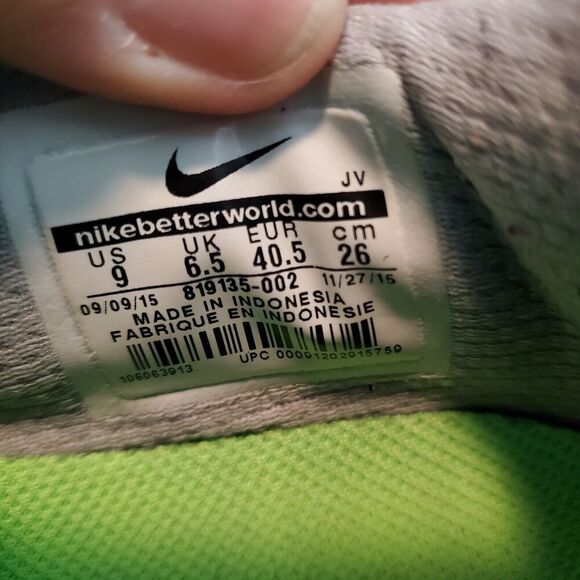 JV
nikebetterworld.com
US UK EUR cm
9 6.5 40.5 26
09/09/15 819135-002 11/27/15
MADE IN INDONESIA
FABRIQUE EN INDONESIE
106063913 UPC 00091202915759